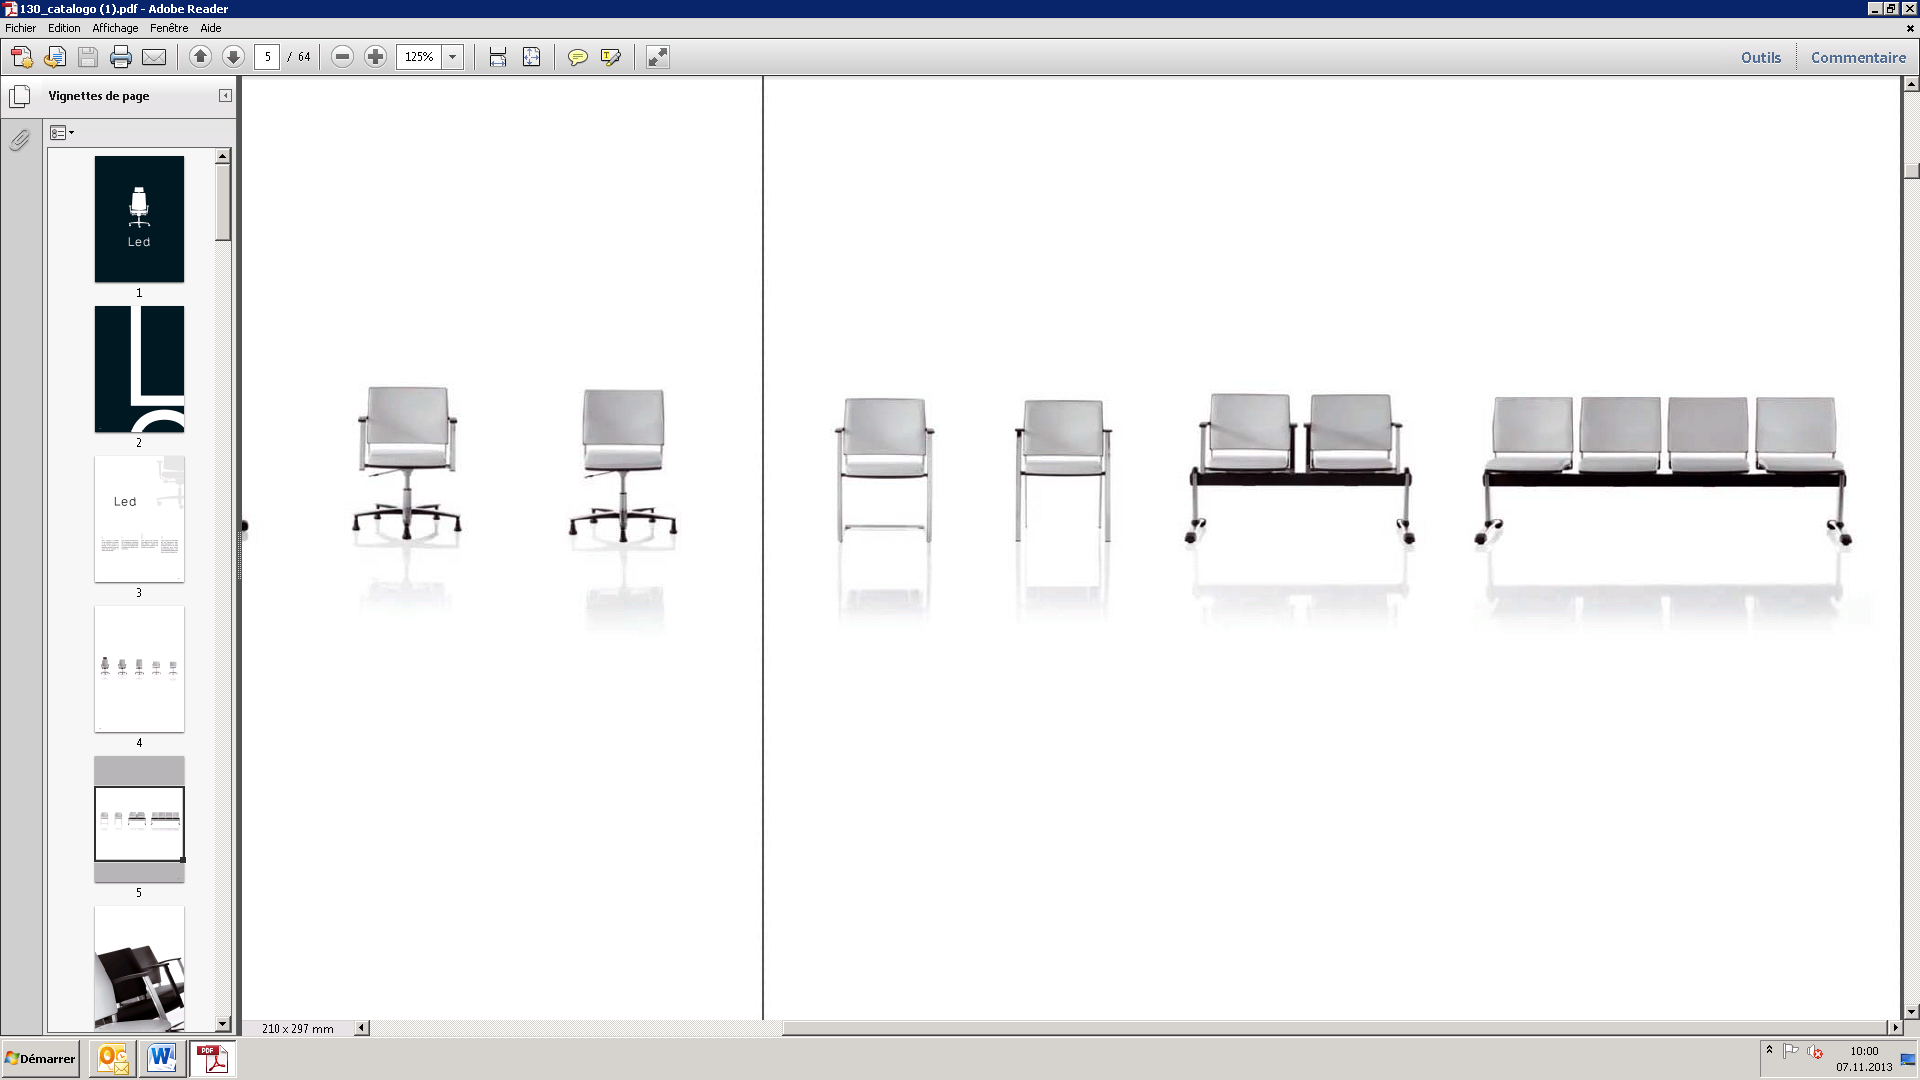 130_catalogo (1).pdf - Adobe Reader
Fichier Edition Affichage Fenêtre Aide
5 / 64 125% Outils Commentaire
Vignettes de page
Led
1
2
Led
3
4
5
210 x 297 mm
Démarrer
10:00
07.11.2013